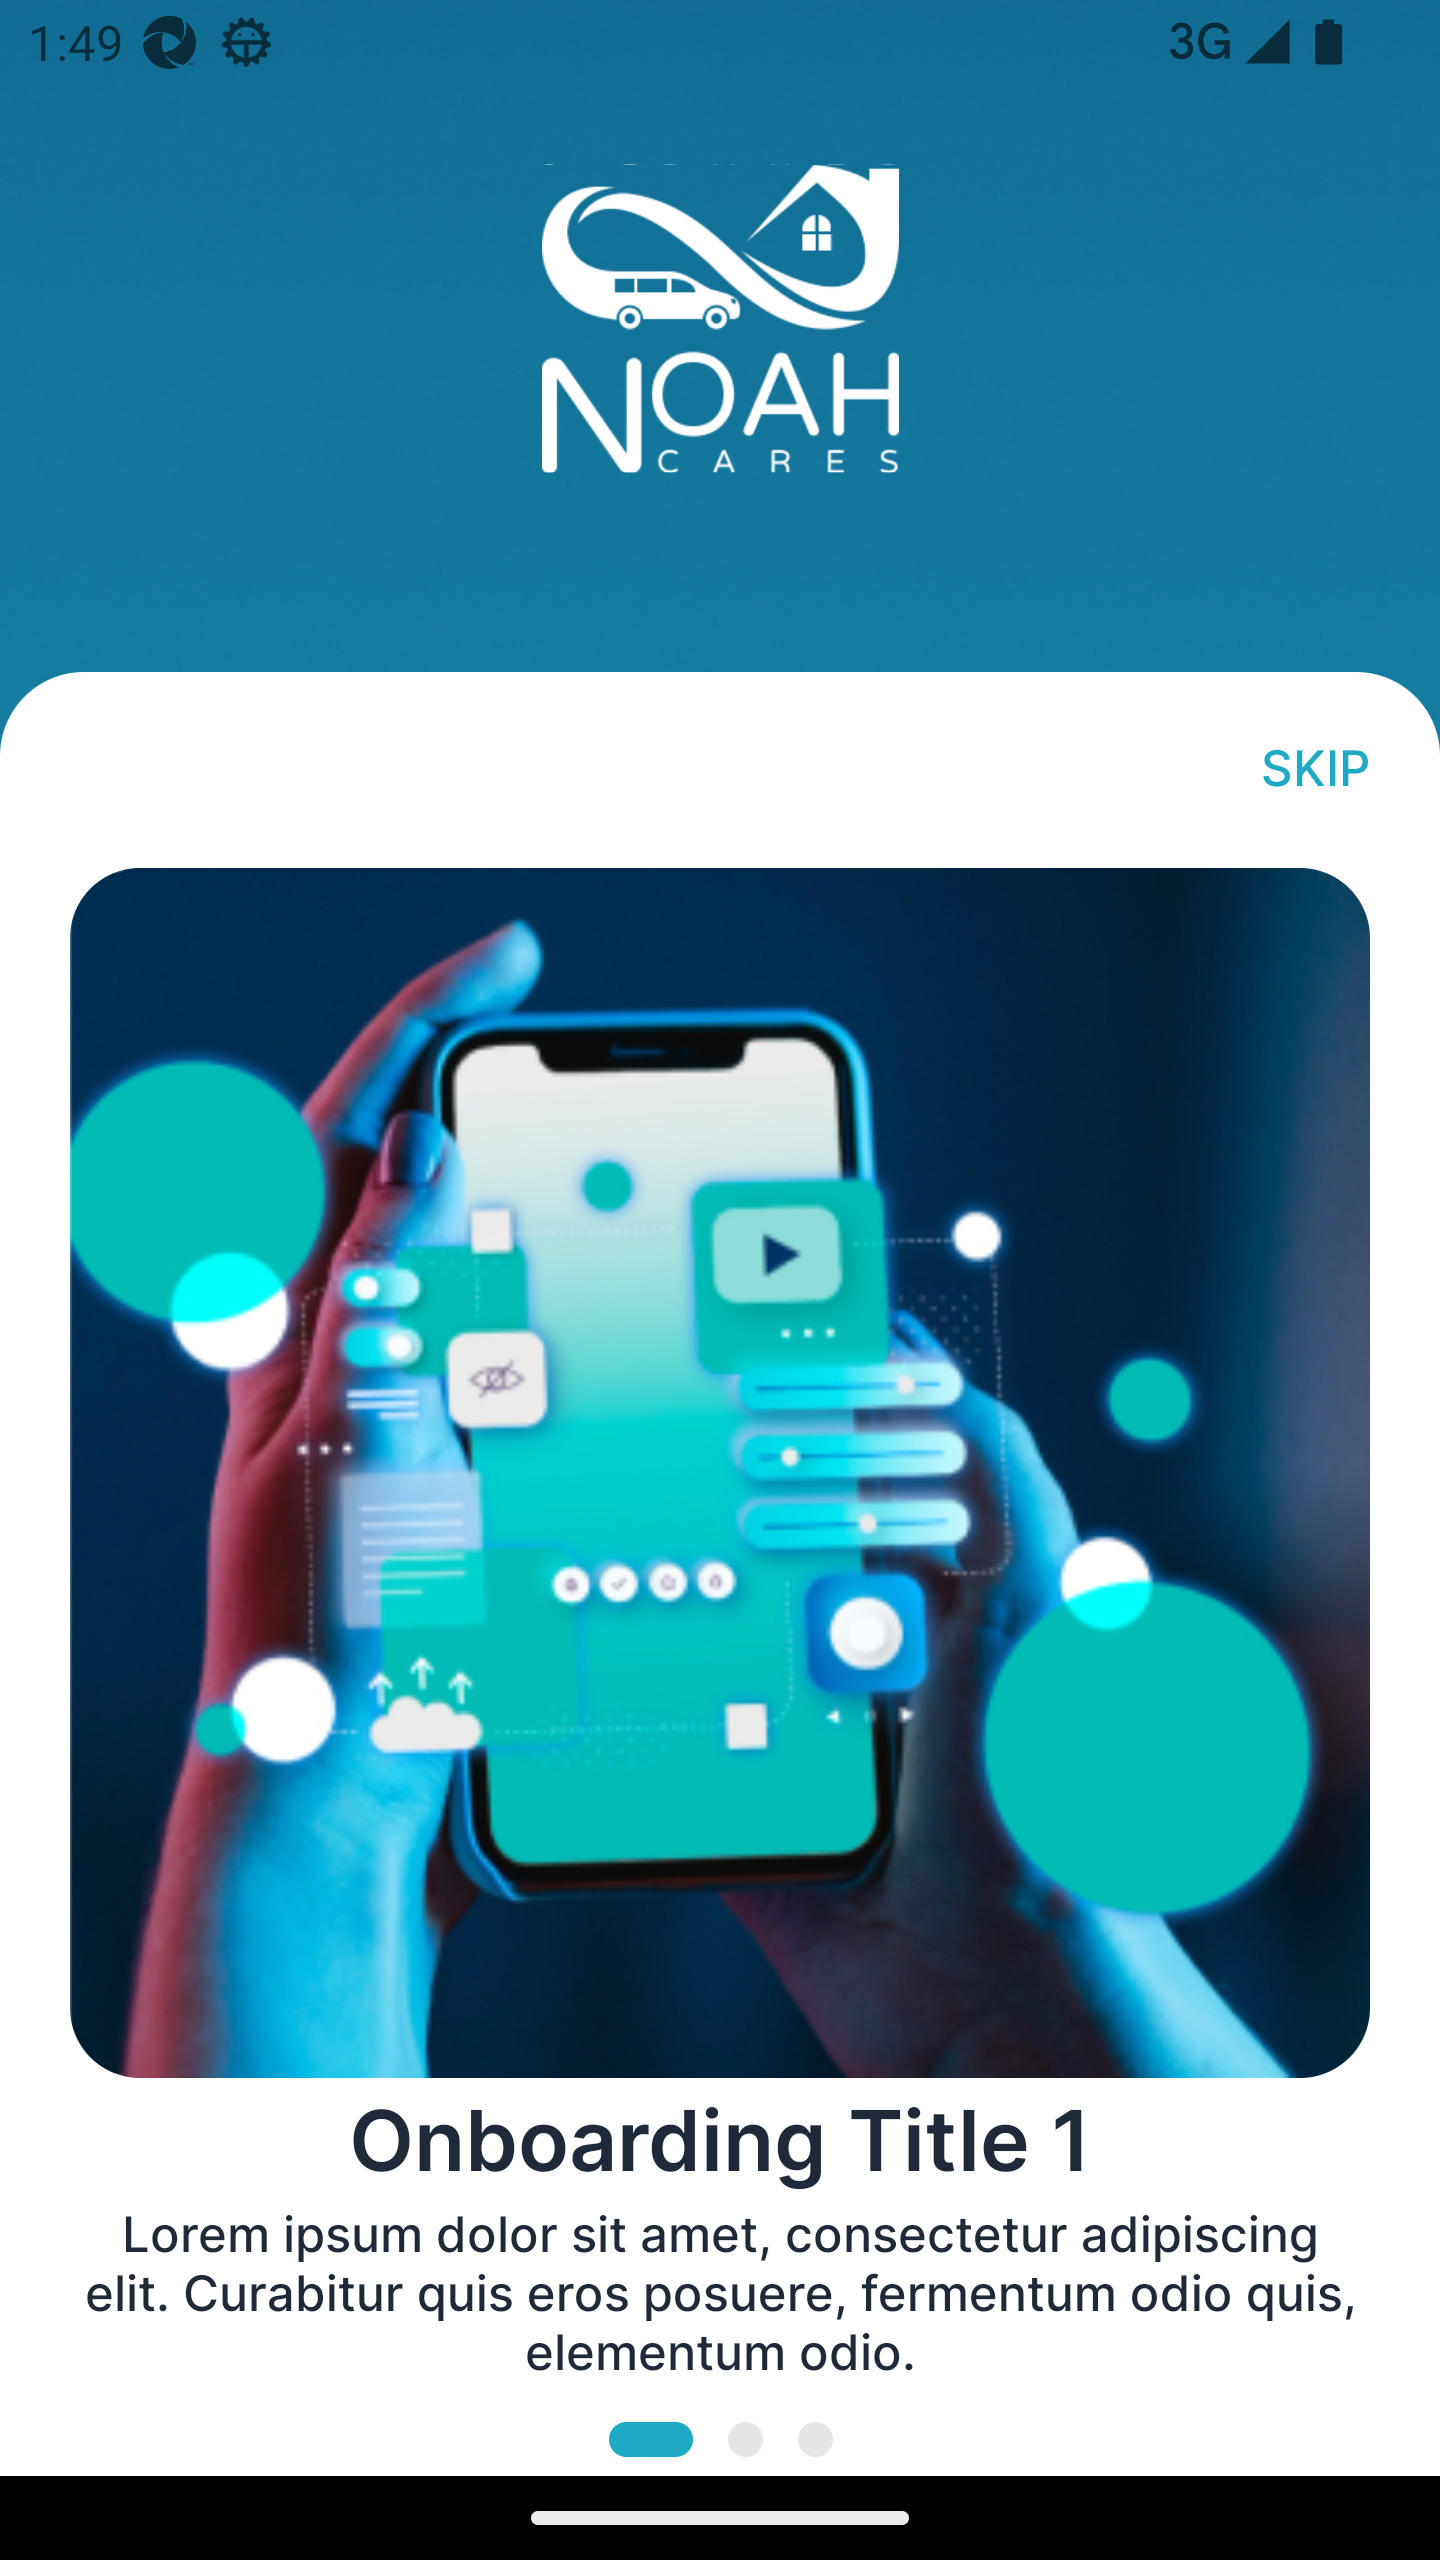 1:49
3G
NOAH
CARES
SKIP
Onboarding Title 1
Lorem ipsum dolor sit amet, consectetur adipiscing
elit. Curabitur quis eros posuere, fermentum odio quis,
elementum odio.